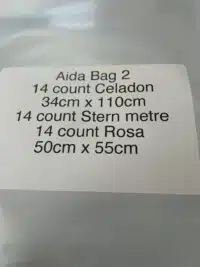 Aida Bag 2
14 count Celadon
34cm x 110cm
14 count Stern metre
14 count Rosa
50cm x 55cm